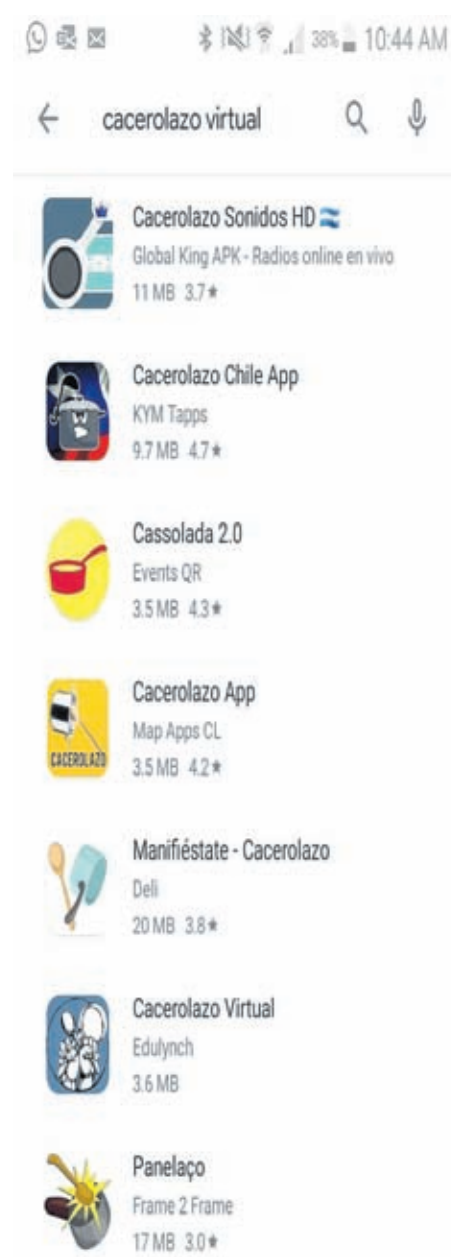 38% 10:44 AM
cacerolazo virtual
Cacerolazo Sonidos HD
Global King APK - Radios online en vivo
11 MB 3.7★
Cacerolazo Chile App
KYM Tapps
9.7 MB 4.7★
Cassolada 2.0
Events QR
3.5 MB 4.3★
Cacerolazo App
Map Apps CL
3.5 MB 4.2★
CACEROLAZO
Manifiéstate - Cacerolazo
Deli
20 MB 3.8★
Cacerolazo Virtual
Edulynch
3.6 MB
Panelaço
Frame 2 Frame
17 MB 3.0★